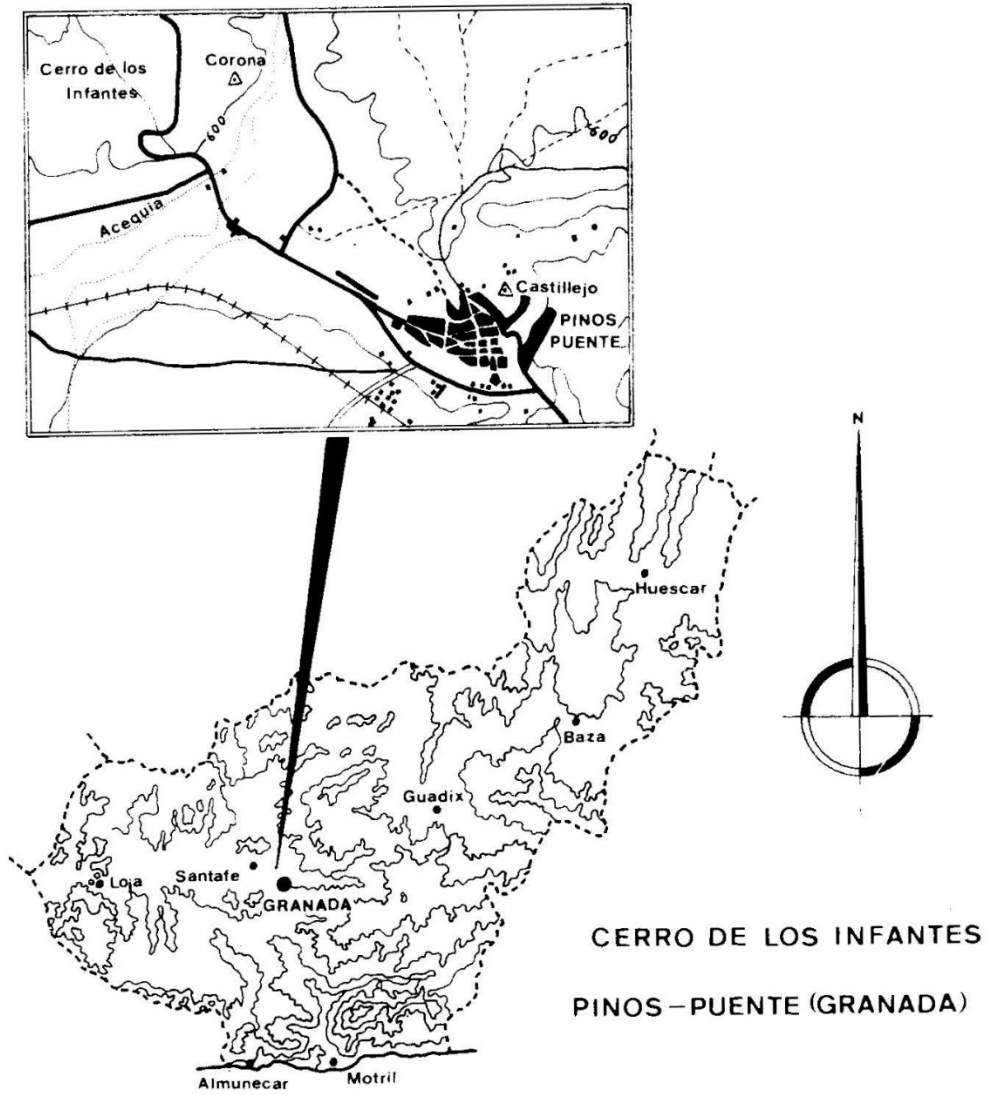 Cerro de los
Infantes
Corona
600
600
Acequia
Castillejo
PINOS
PUENTE
N
Huescar
Baza
Guadix
Santafe
Loja
GRANADA
CERRO DE LOS INFANTES
PINOS-PUENTE (GRANADA)
Almunecar
Motril